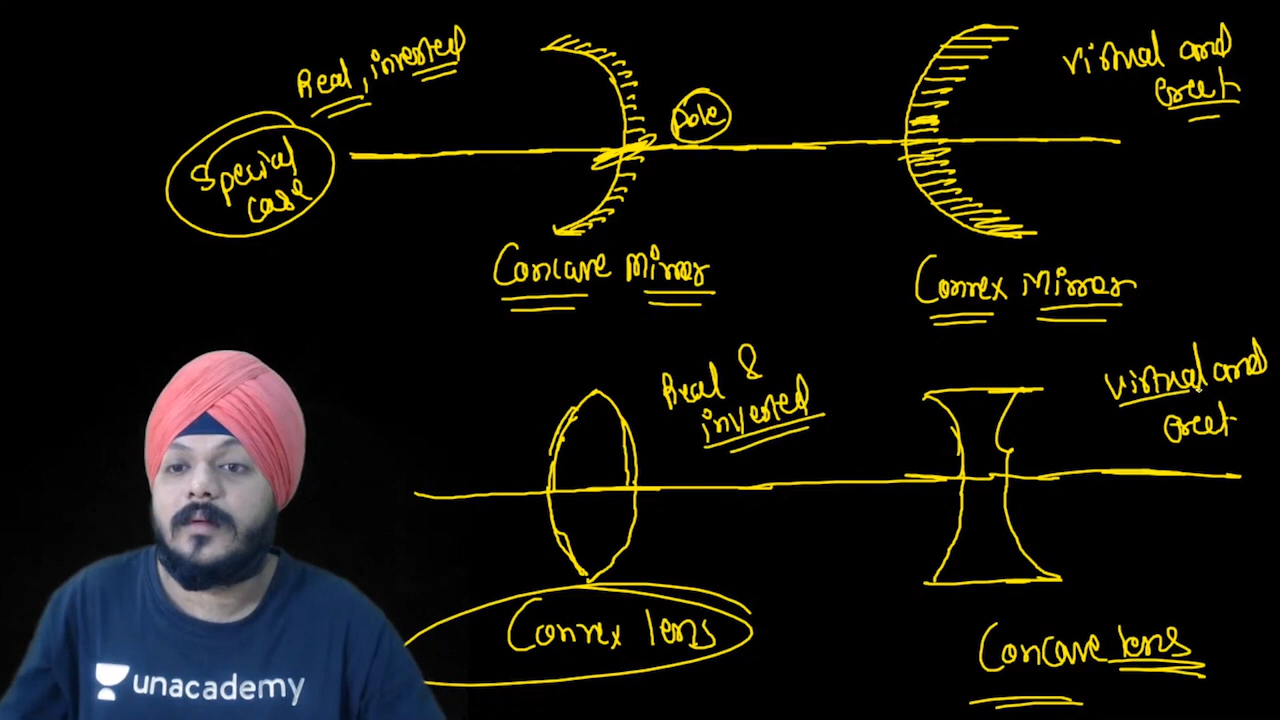 Real, inverted
Special
case
Pole
Virtual and
erect
Concave Mirror
Convex Mirror
Real &
inverted
Virtual and
erect
Convex lens
Concave lens
unacademy